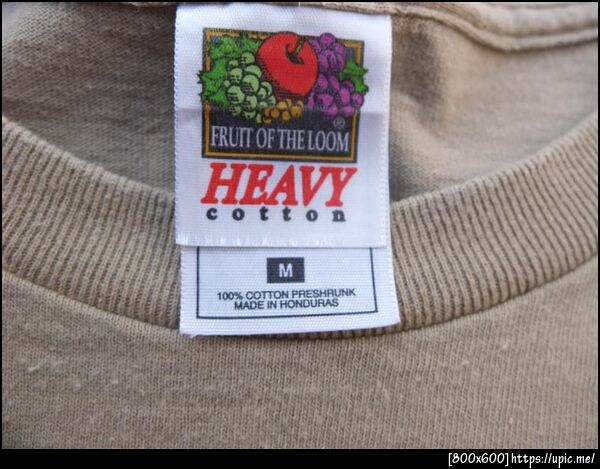 FRUIT OF THE LOOM
®
HEAVY
cotton
M
100% COTTON PRESHRUNK
MADE IN HONDURAS
[800x600]https://upic.me/